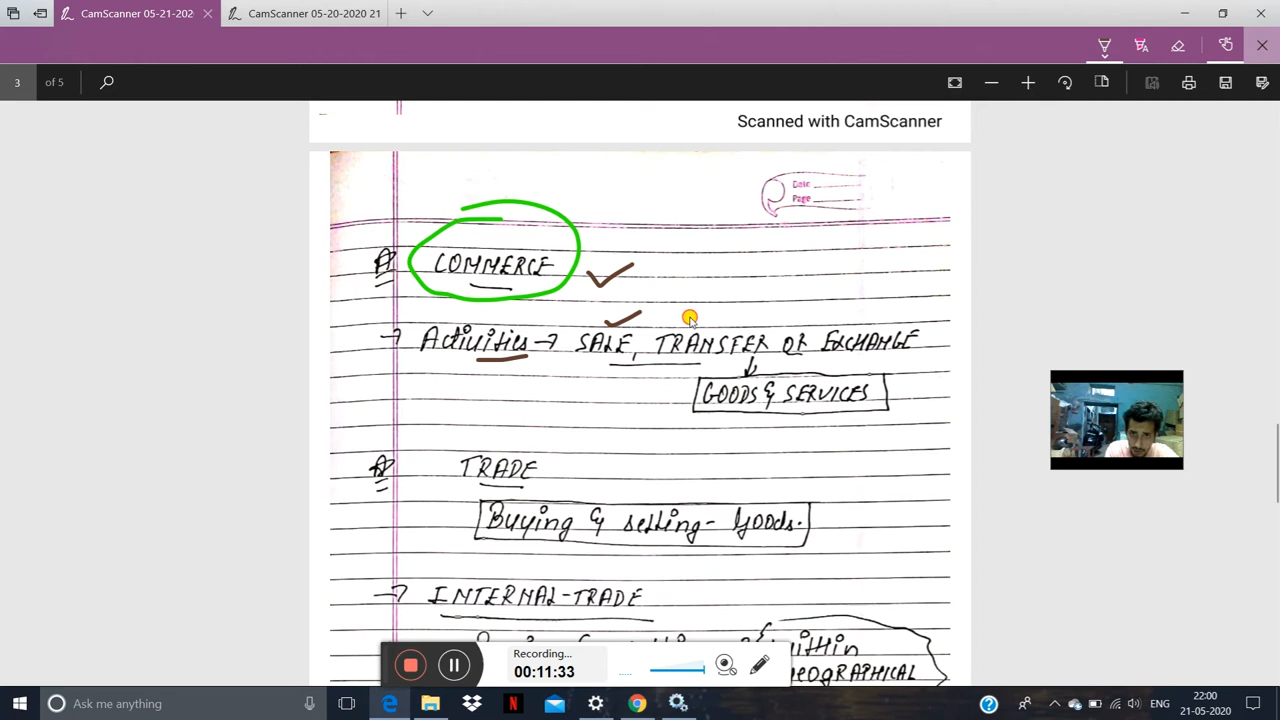 CamScanner 05-21-2020
CamScanner 05-20-2020 21
3 of 5
Scanned with CamScanner
Date
Page
COMMERCE
→ Activities → SALE, TRANSFER OR EXCHANGE
GOODS & SERVICES
TRADE
Buying & selling - Goods.
→ INTERNAL-TRADE
within
GEOGRAPHICAL
Recording...
00:11:33
Ask me anything
ENG
22:00
21-05-2020